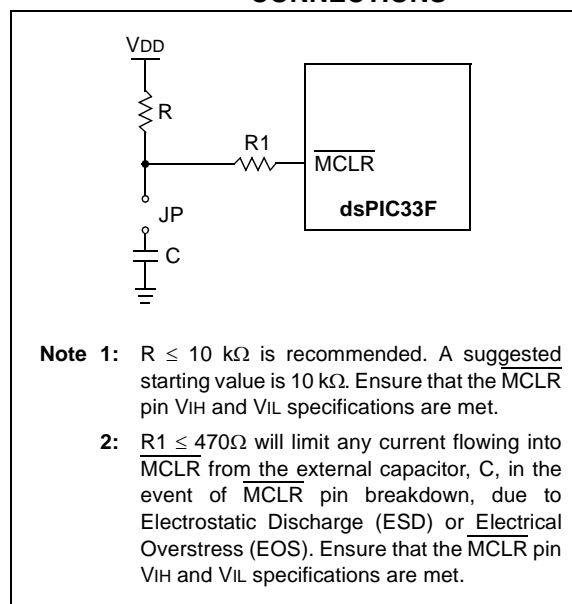 CONNECTIONS
VDD
R
R1
MCLR
dsPIC33F
JP
C
Note 1: R ≤ 10 kΩ is recommended. A suggested
starting value is 10 kΩ. Ensure that the MCLR
pin VIH and VIL specifications are met.
2: R1 ≤ 470Ω will limit any current flowing into
MCLR from the external capacitor, C, in the
event of MCLR pin breakdown, due to
Electrostatic Discharge (ESD) or Electrical
Overstress (EOS). Ensure that the MCLR pin
VIH and VIL specifications are met.